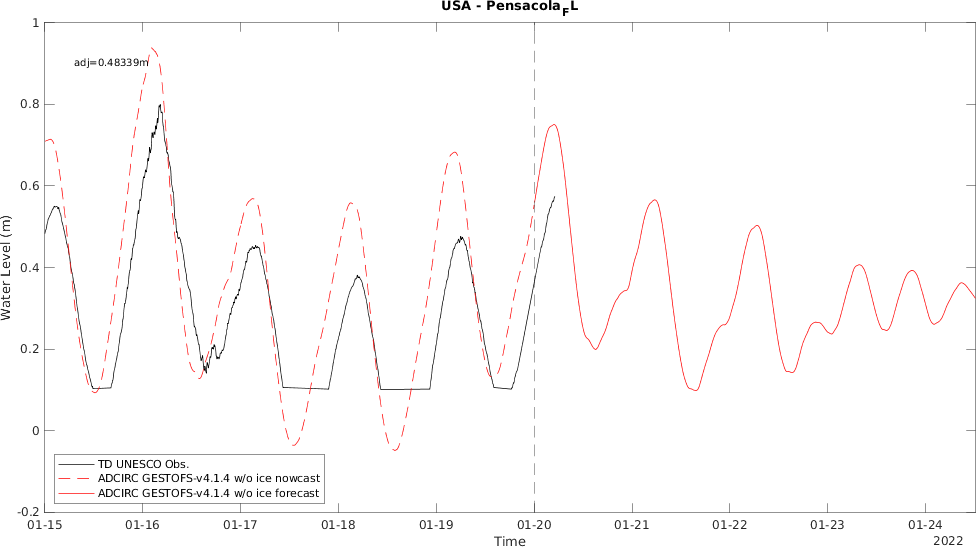 USA - Pensacola_FL
1
adj=0.48339m
0.8
0.6
0.4
0.2
0
-0.2
Water Level (m)
TD UNESCO Obs.
ADCIRC GESTOFS-v4.1.4 w/o ice nowcast
ADCIRC GESTOFS-v4.1.4 w/o ice forecast
01-15 01-16 01-17 01-18 01-19 01-20 01-21 01-22 01-23 01-24
Time
2022